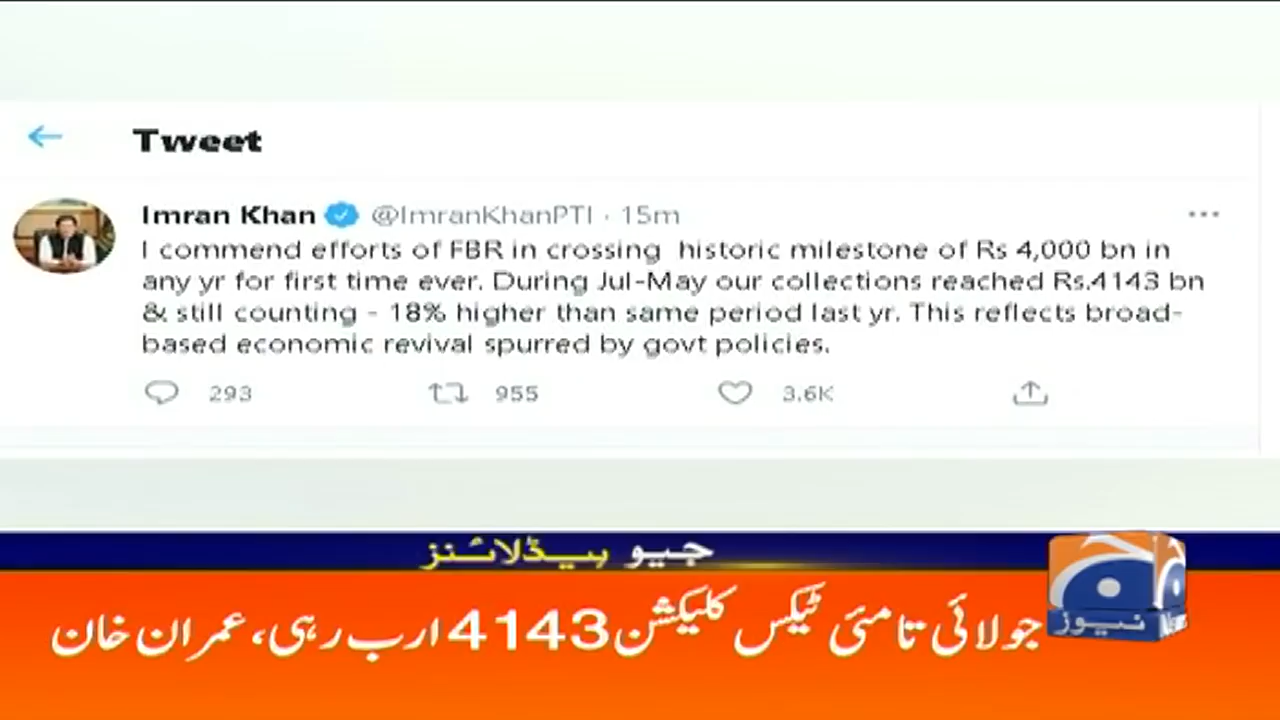 Tweet
Imran Khan @ImranKhanPTI · 15m
I commend efforts of FBR in crossing historic milestone of Rs 4,000 bn in
any yr for first time ever. During Jul-May our collections reached Rs.4143 bn
& still counting - 18% higher than same period last yr. This reflects broad-
based economic revival spurred by govt policies.
293 955 3.6K
جیو ہیڈلائنز
جولائی تا مئی ٹیکس کلیکشن 4143 ارب رہی، عمران خان
نیوز News